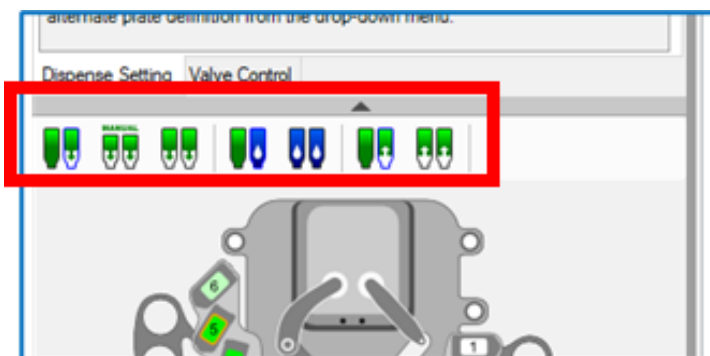 alternate plate definition from the drop-down menu.
Dispense Setting Valve Control
MANUAL
6
5
1